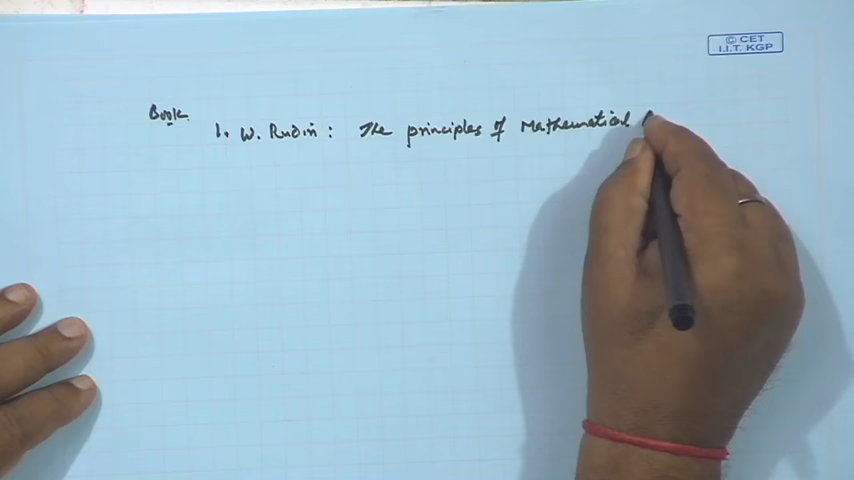 © CET
I.I.T. KGP
Book
1. W. Rudin : The principles of Mathematical